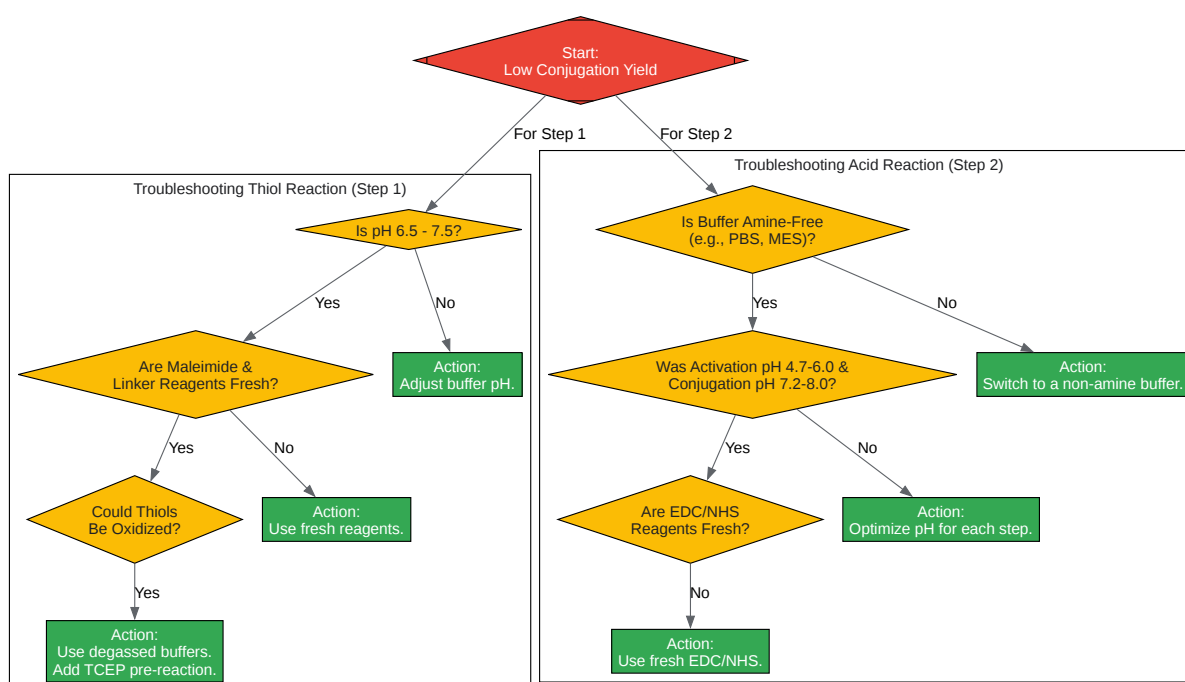 Start:
Low Conjugation Yield
For Step 1
For Step 2
Troubleshooting Thiol Reaction (Step 1)
Is pH 6.5 - 7.5?
Yes
No
Are Maleimide &
Linker Reagents Fresh?
Action:
Adjust buffer pH.
Yes
No
Could Thiols
Be Oxidized?
Action:
Use fresh reagents.
Yes
Action:
Use degassed buffers.
Add TCEP pre-reaction.
Troubleshooting Acid Reaction (Step 2)
Is Buffer Amine-Free
(e.g., PBS, MES)?
Yes
No
Was Activation pH 4.7-6.0 &
Conjugation pH 7.2-8.0?
Action:
Switch to a non-amine buffer.
Yes
No
Are EDC/NHS
Reagents Fresh?
Action:
Optimize pH for each step.
No
Action:
Use fresh EDC/NHS.